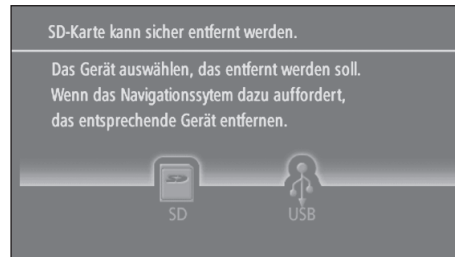 SD-Karte kann sicher entfernt werden.
Das Gerät auswählen, das entfernt werden soll.
Wenn das Navigationssytem dazu auffordert,
das entsprechende Gerät entfernen.
SD
SD USB